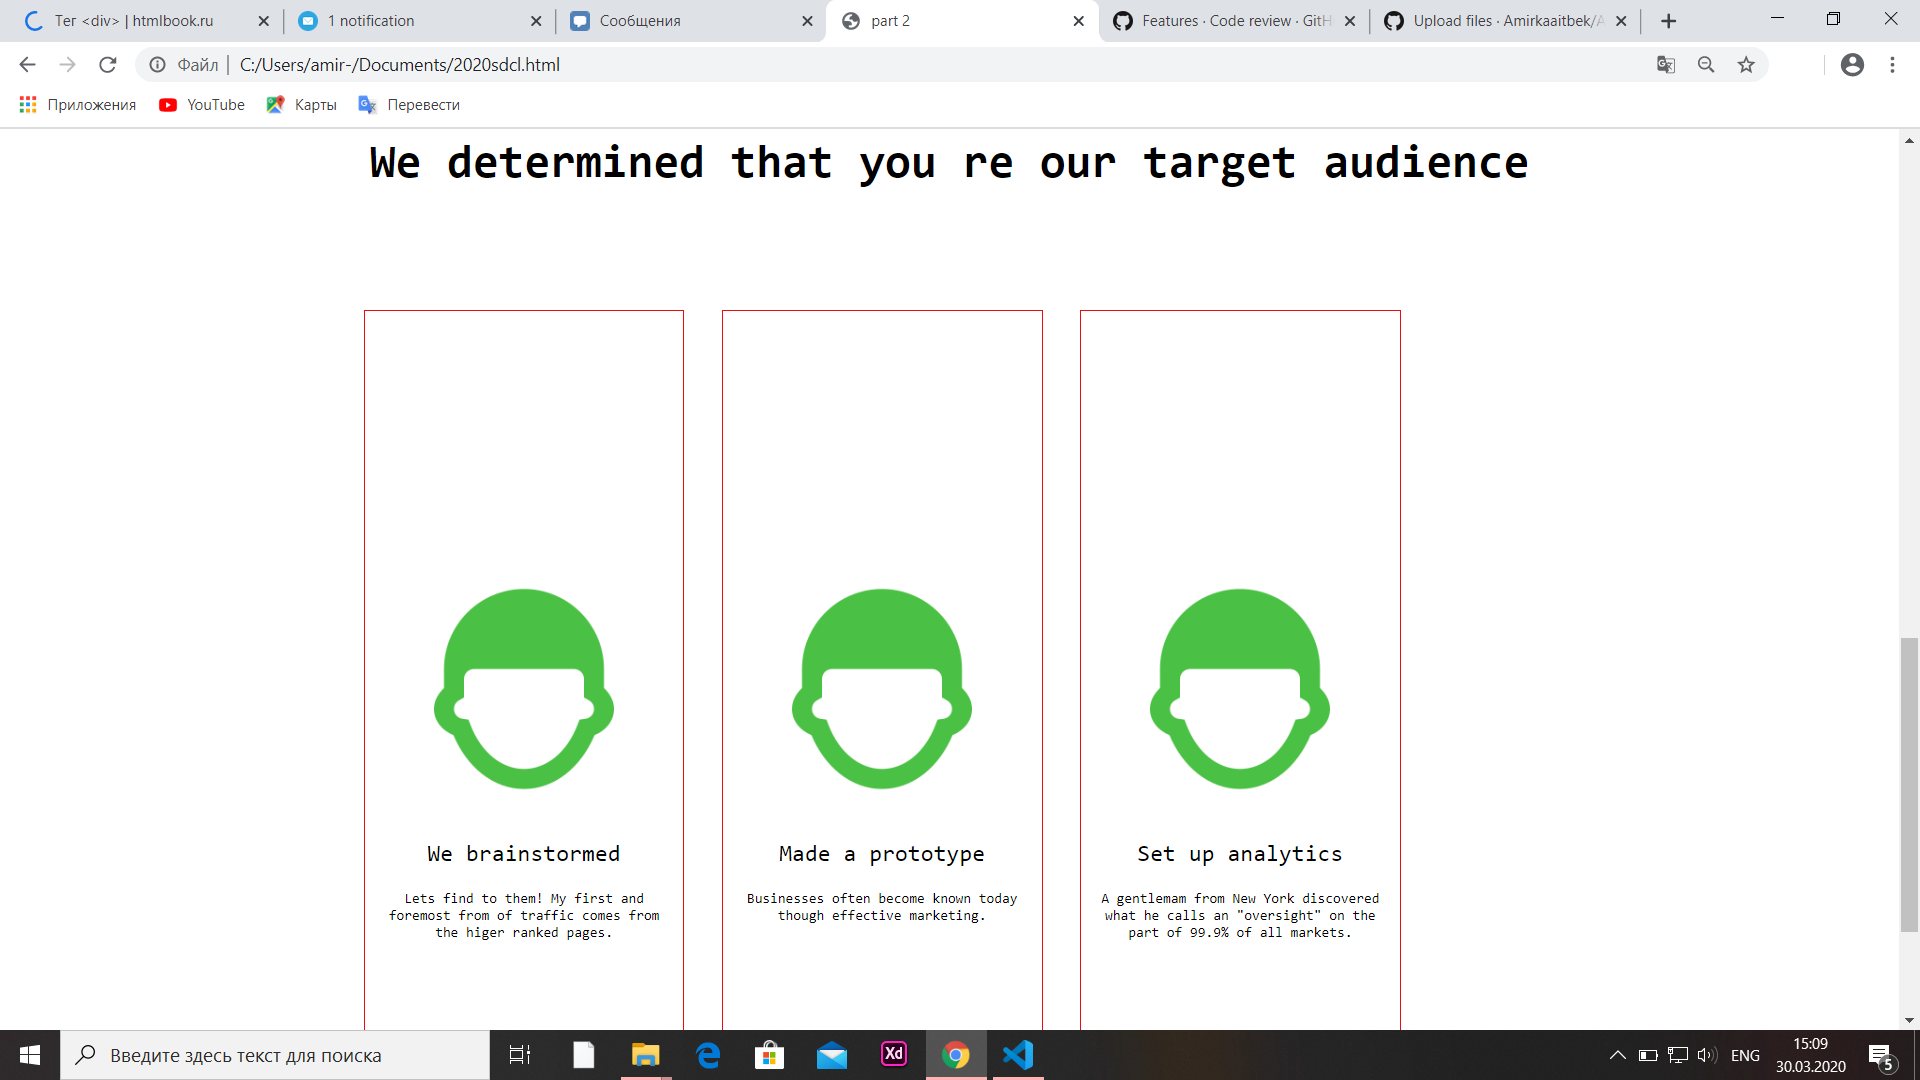 Тег <div> | htmlbook.ru
1 notification
Сообщения
part 2
Features · Code review · GitH
Upload files · Amirkaaitbek/A
Файл | C:/Users/amir-/Documents/2020sdcl.html
Приложения
YouTube
Карты
Перевести
We determined that you re our target audience
We brainstormed
Lets find to them! My first and
foremost from of traffic comes from
the higer ranked pages.
Made a prototype
Businesses often become known today
though effective marketing.
Set up analytics
A gentlemam from New York discovered
what he calls an "oversight" on the
part of 99.9% of all markets.
Введите здесь текст для поиска
Xd
ENG
15:09
30.03.2020
5